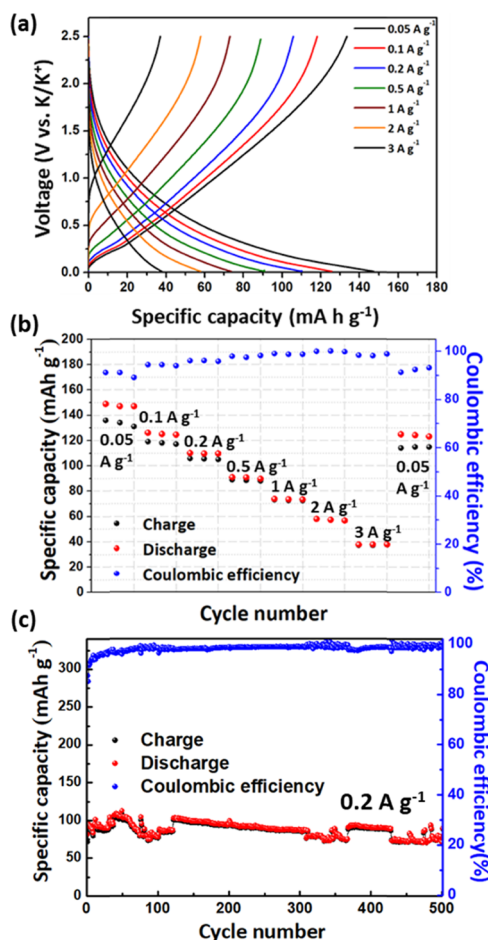 (a)
2.5
2.0
1.5
1.0
0.5
0.0
Voltage (V vs. K/K⁺)
0 20 40 60 80 100 120 140 160 180
Specific capacity (mA h g⁻¹)
0.05 A g⁻¹
0.1 A g⁻¹
0.2 A g⁻¹
0.5 A g⁻¹
1 A g⁻¹
2 A g⁻¹
3 A g⁻¹
(b)
200
180
160
140
120
100
80
60
40
20
0
Specific capacity (mAh g⁻¹)
0.05
A g⁻¹
0.1 A g⁻¹
0.2 A g⁻¹
0.5 A g⁻¹
1 A g⁻¹
2 A g⁻¹
3 A g⁻¹
0.05
A g⁻¹
Charge
Discharge
Coulombic efficiency
100
80
60
40
20
0
Coulombic efficiency (%)
Cycle number
(c)
300
250
200
150
100
50
0
Specific capacity (mAh g⁻¹)
Charge
Discharge
Coulombic efficiency
0.2 A g⁻¹
100
80
60
40
20
0
Coulombic efficiency(%)
0 100 200 300 400 500
Cycle number